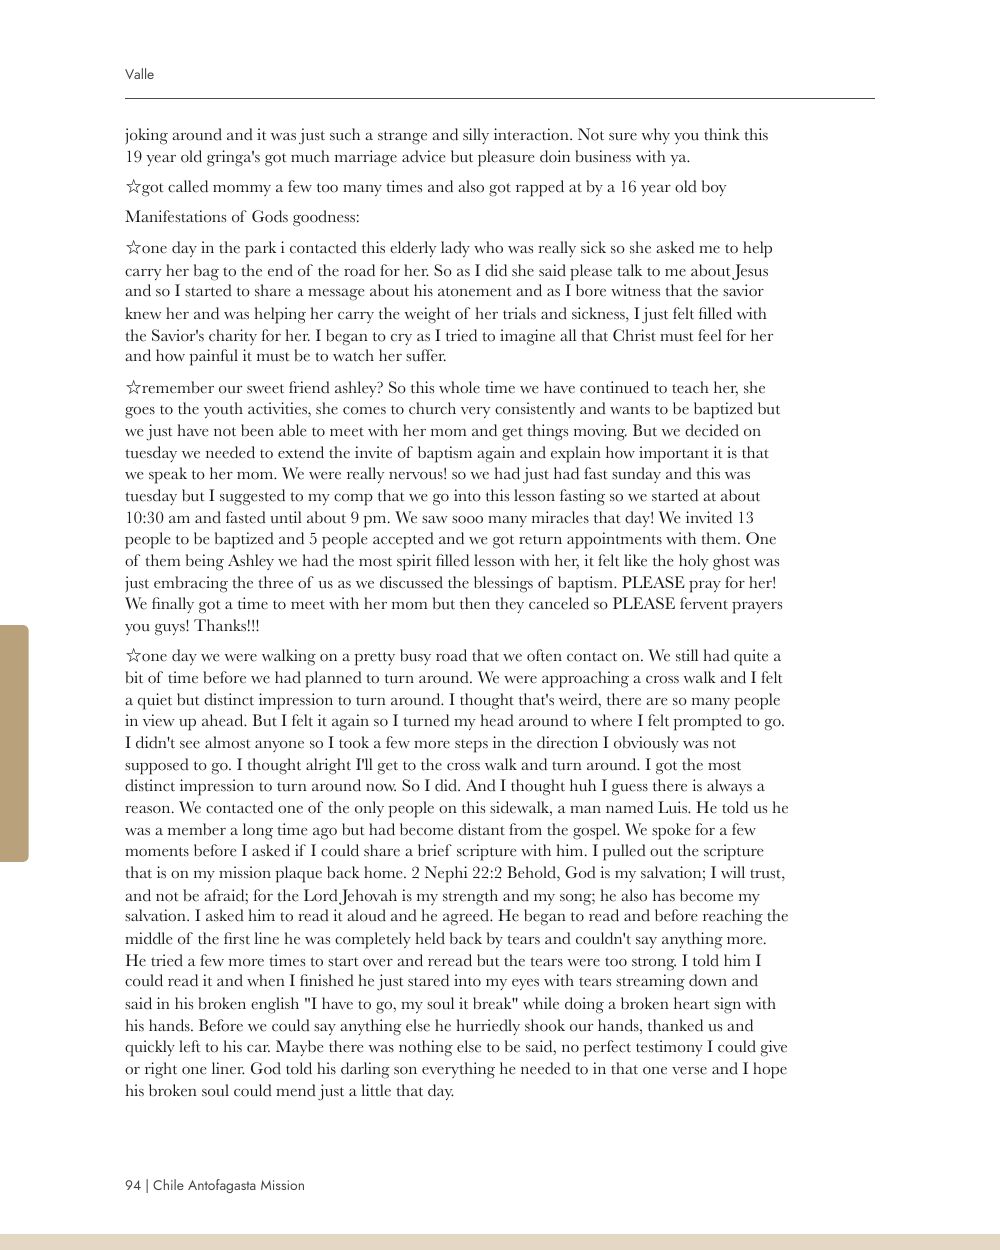 Valle
joking around and it was just such a strange and silly interaction. Not sure why you think this
19 year old gringa's got much marriage advice but pleasure doin business with ya.
☆got called mommy a few too many times and also got rapped at by a 16 year old boy
Manifestations of Gods goodness:
☆one day in the park i contacted this elderly lady who was really sick so she asked me to help
carry her bag to the end of the road for her. So as I did she said please talk to me about Jesus
and so I started to share a message about his atonement and as I bore witness that the savior
knew her and was helping her carry the weight of her trials and sickness, I just felt filled with
the Savior's charity for her. I began to cry as I tried to imagine all that Christ must feel for her
and how painful it must be to watch her suffer.
☆remember our sweet friend ashley? So this whole time we have continued to teach her, she
goes to the youth activities, she comes to church very consistently and wants to be baptized but
we just have not been able to meet with her mom and get things moving. But we decided on
tuesday we needed to extend the invite of baptism again and explain how important it is that
we speak to her mom. We were really nervous! so we had just had fast sunday and this was
tuesday but I suggested to my comp that we go into this lesson fasting so we started at about
10:30 am and fasted until about 9 pm. We saw sooo many miracles that day! We invited 13
people to be baptized and 5 people accepted and we got return appointments with them. One
of them being Ashley we had the most spirit filled lesson with her, it felt like the holy ghost was
just embracing the three of us as we discussed the blessings of baptism. PLEASE pray for her!
We finally got a time to meet with her mom but then they canceled so PLEASE fervent prayers
you guys! Thanks!!!
☆one day we were walking on a pretty busy road that we often contact on. We still had quite a
bit of time before we had planned to turn around. We were approaching a cross walk and I felt
a quiet but distinct impression to turn around. I thought that's weird, there are so many people
in view up ahead. But I felt it again so I turned my head around to where I felt prompted to go.
I didn't see almost anyone so I took a few more steps in the direction I obviously was not
supposed to go. I thought alright I'll get to the cross walk and turn around. I got the most
distinct impression to turn around now. So I did. And I thought huh I guess there is always a
reason. We contacted one of the only people on this sidewalk, a man named Luis. He told us he
was a member a long time ago but had become distant from the gospel. We spoke for a few
moments before I asked if I could share a brief scripture with him. I pulled out the scripture
that is on my mission plaque back home. 2 Nephi 22:2 Behold, God is my salvation; I will trust,
and not be afraid; for the Lord Jehovah is my strength and my song; he also has become my
salvation. I asked him to read it aloud and he agreed. He began to read and before reaching the
middle of the first line he was completely held back by tears and couldn't say anything more.
He tried a few more times to start over and reread but the tears were too strong. I told him I
could read it and when I finished he just stared into my eyes with tears streaming down and
said in his broken english "I have to go, my soul it break" while doing a broken heart sign with
his hands. Before we could say anything else he hurriedly shook our hands, thanked us and
quickly left to his car. Maybe there was nothing else to be said, no perfect testimony I could give
or right one liner. God told his darling son everything he needed to in that one verse and I hope
his broken soul could mend just a little that day.
94 | Chile Antofagasta Mission